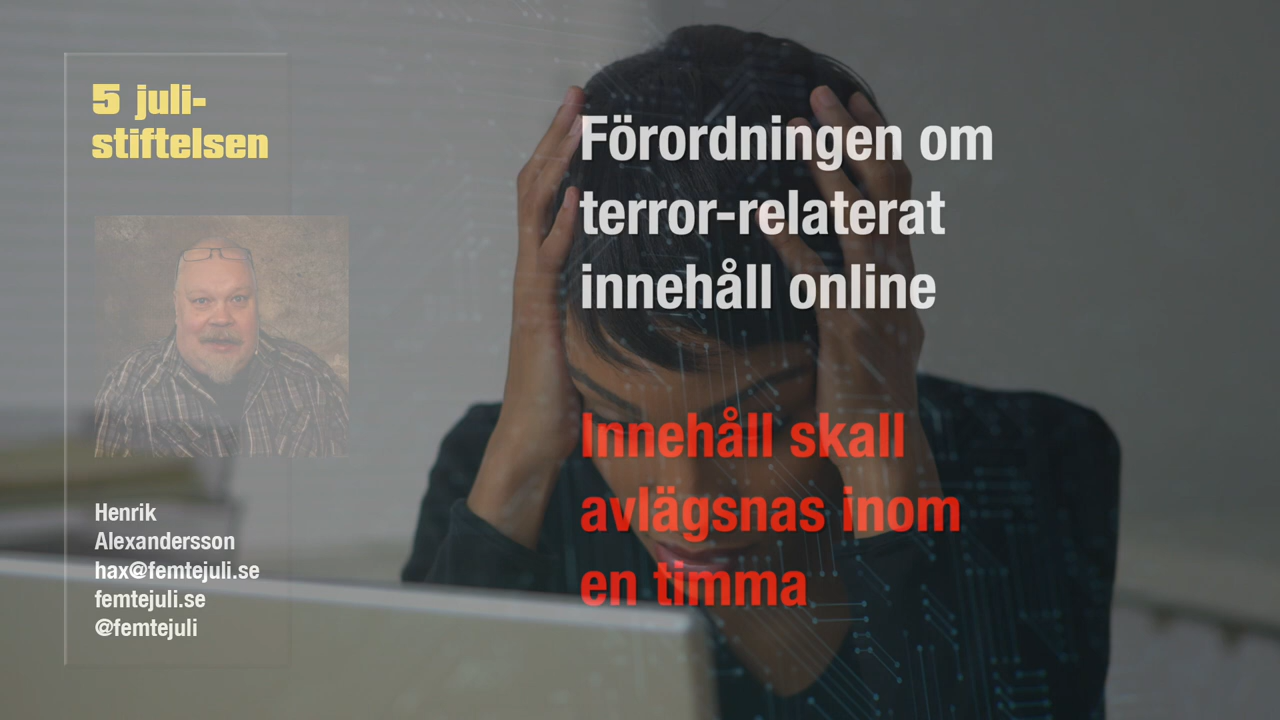 5 juli-
stiftelsen
Henrik
Alexandersson
hax@femtejuli.se
femtejuli.se
@femtejuli
Förordningen om
terror-relaterat
innehåll online
Innehåll skall
avlägsnas inom
en timma